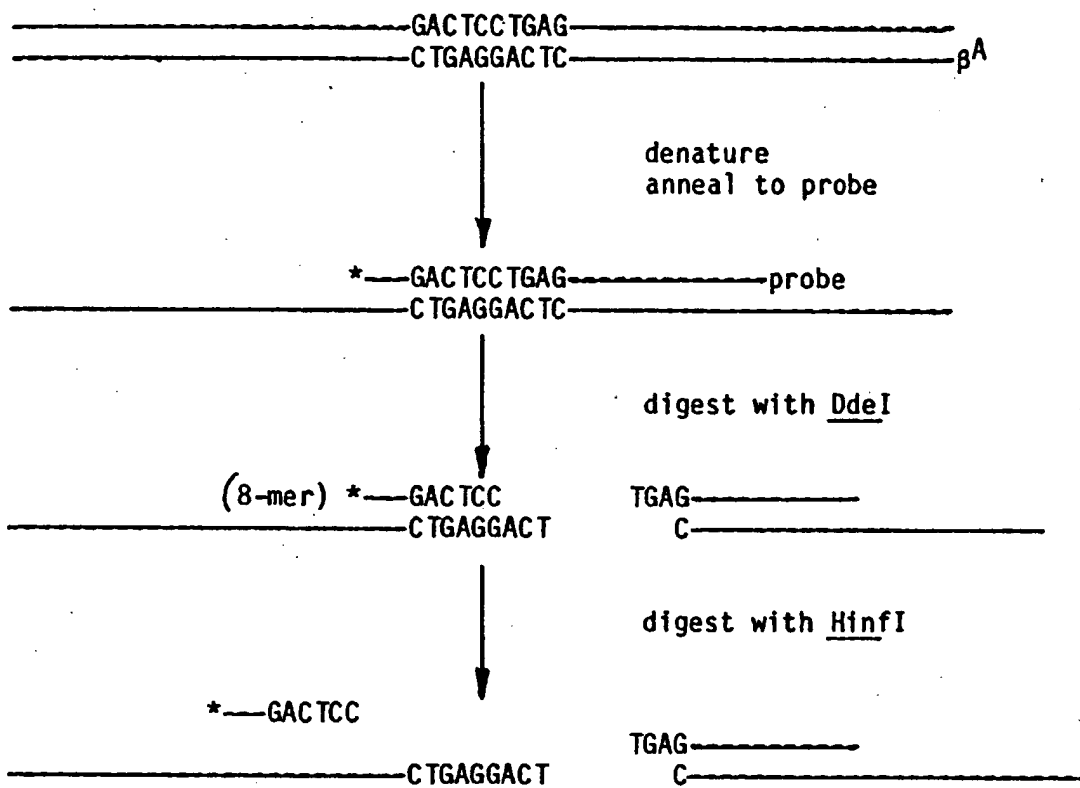 GACTCCTGAG
CTGAGGACTC βA
denature
anneal to probe
* GACTCCTGAG probe
CTGAGGACTC
digest with DdeI
(8-mer) * GACTCC TGAG
CTGAGGACT C
digest with HinfI
* GACTCC
TGAG
CTGAGGACT C